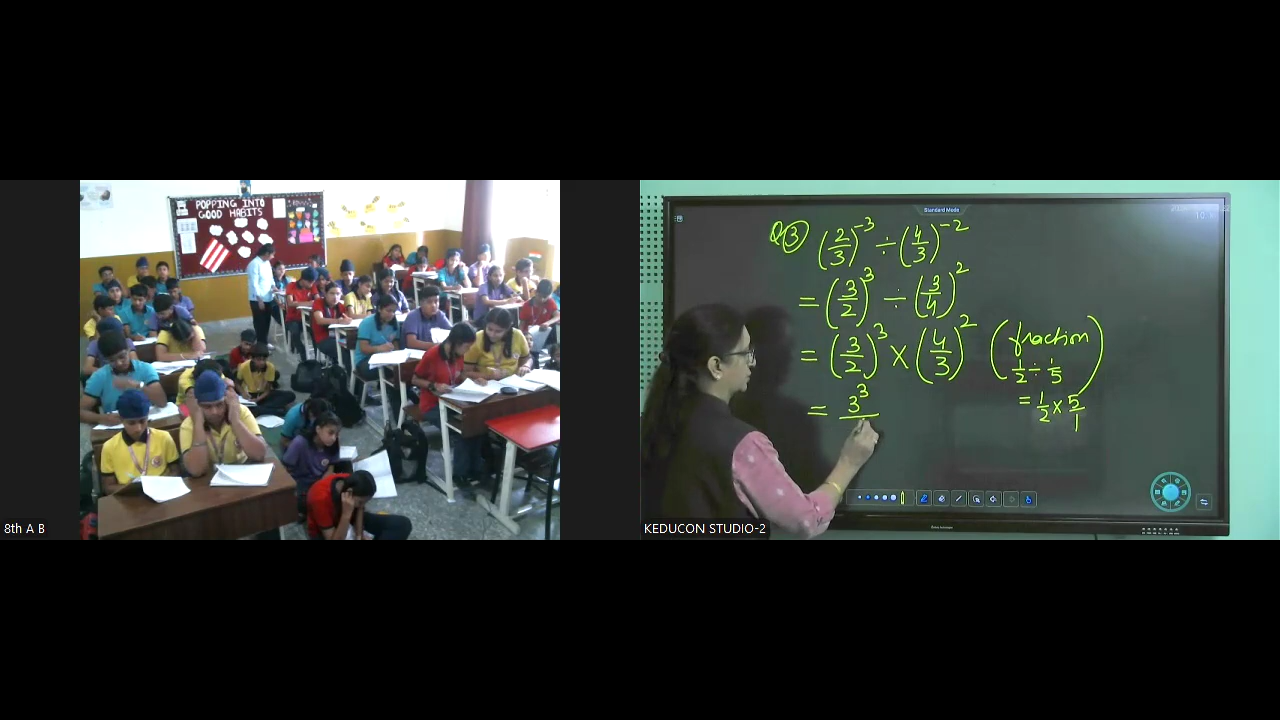 POPPING INTO
GOOD HABITS
8th A B
Standard Mode
Q(3) (2/3)^-3 ÷ (4/3)^-2
= (3/2)^3 ÷ (3/4)^2
= (3/2)^3 × (4/3)^2
(fraction
1/2 ÷ 1/5)
= 1/2 × 5/1
= 3^3
KEDUCON STUDIO-2